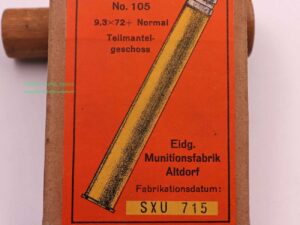 No. 105
9,3×72÷ Normal
Teilmantel-
geschoss
Eidg.
Munitionsfabrik
Altdorf
Fabrikationsdatum:
SXU 715